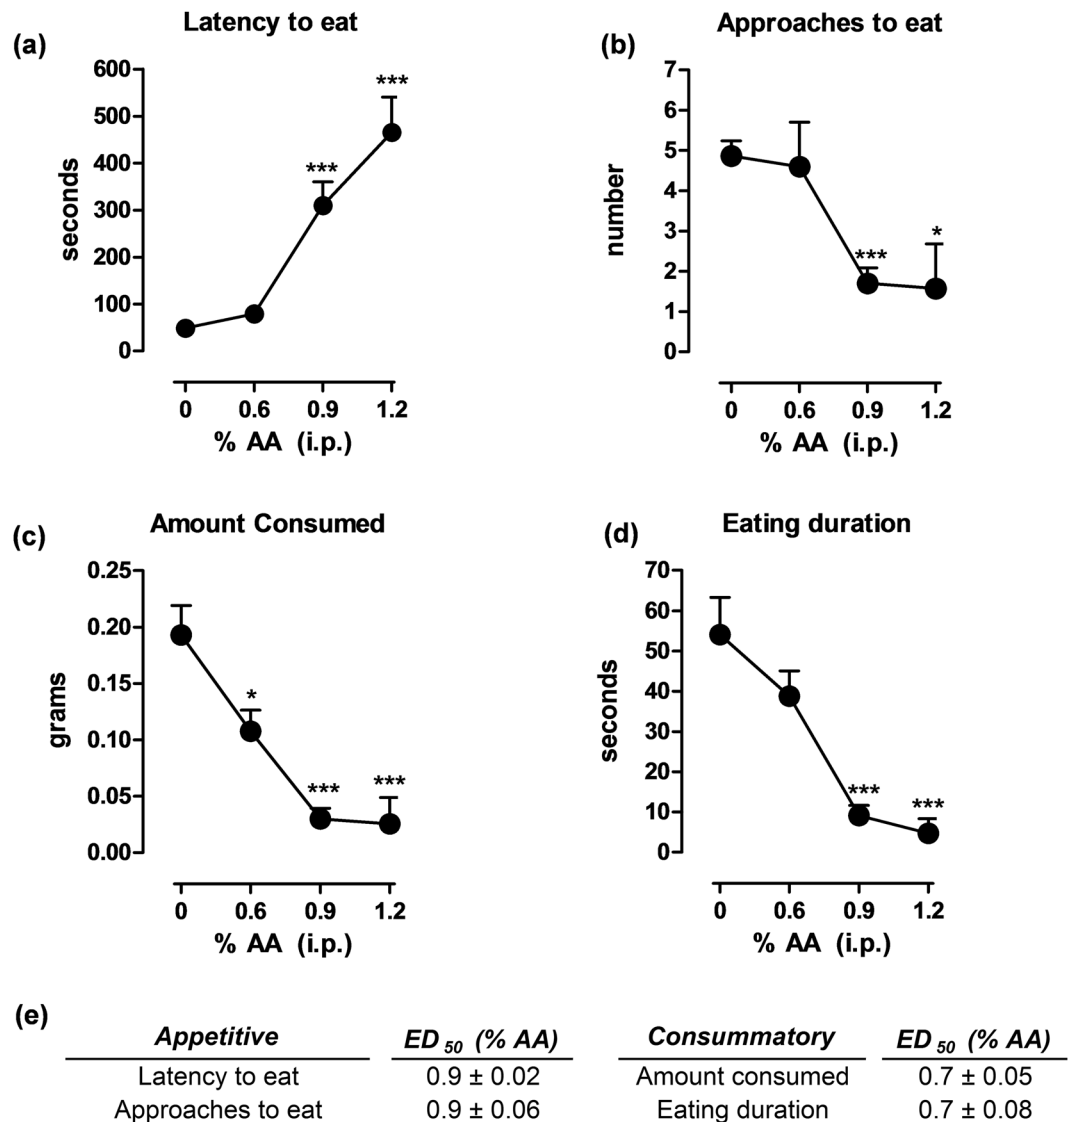 (a)
Latency to eat
seconds
600
500
400
300
200
100
0
***
***
0 0.6 0.9 1.2
% AA (i.p.)
(b)
Approaches to eat
number
7
6
5
4
3
2
1
0
***
*
0 0.6 0.9 1.2
% AA (i.p.)
(c)
Amount Consumed
grams
0.25
0.20
0.15
0.10
0.05
0.00
*
***
***
0 0.6 0.9 1.2
% AA (i.p.)
(d)
Eating duration
seconds
70
60
50
40
30
20
10
0
***
***
0 0.6 0.9 1.2
% AA (i.p.)
(e)
Appetitive ED 50 (% AA) Consummatory ED 50 (% AA)
Latency to eat 0.9 ± 0.02 Amount consumed 0.7 ± 0.05
Approaches to eat 0.9 ± 0.06 Eating duration 0.7 ± 0.08